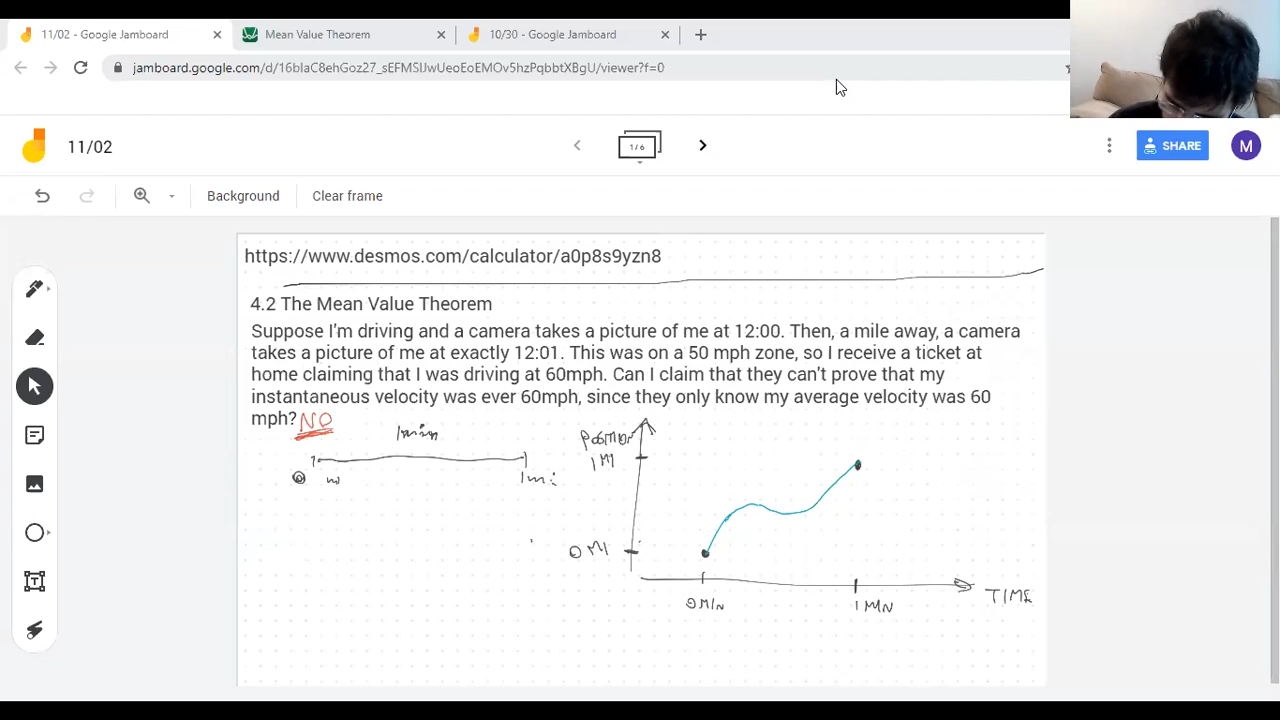 11/02 - Google Jamboard
Mean Value Theorem
10/30 - Google Jamboard
jamboard.google.com/d/16blaC8ehGoz27_sEFMSIJwUeoEoEMOv5hzPqbbtXBgU/viewer?f=0
11/02
1/6
SHARE
M
Background
Clear frame
https://www.desmos.com/calculator/a0p8s9yzn8
4.2 The Mean Value Theorem
Suppose I'm driving and a camera takes a picture of me at 12:00. Then, a mile away, a camera
takes a picture of me at exactly 12:01. This was on a 50 mph zone, so I receive a ticket at
home claiming that I was driving at 60mph. Can I claim that they can't prove that my
instantaneous velocity was ever 60mph, since they only know my average velocity was 60
mph? NO
1min
0 m
1mi
POSITION
1 MI
0 MI
0 MIN
1 MIN
TIME